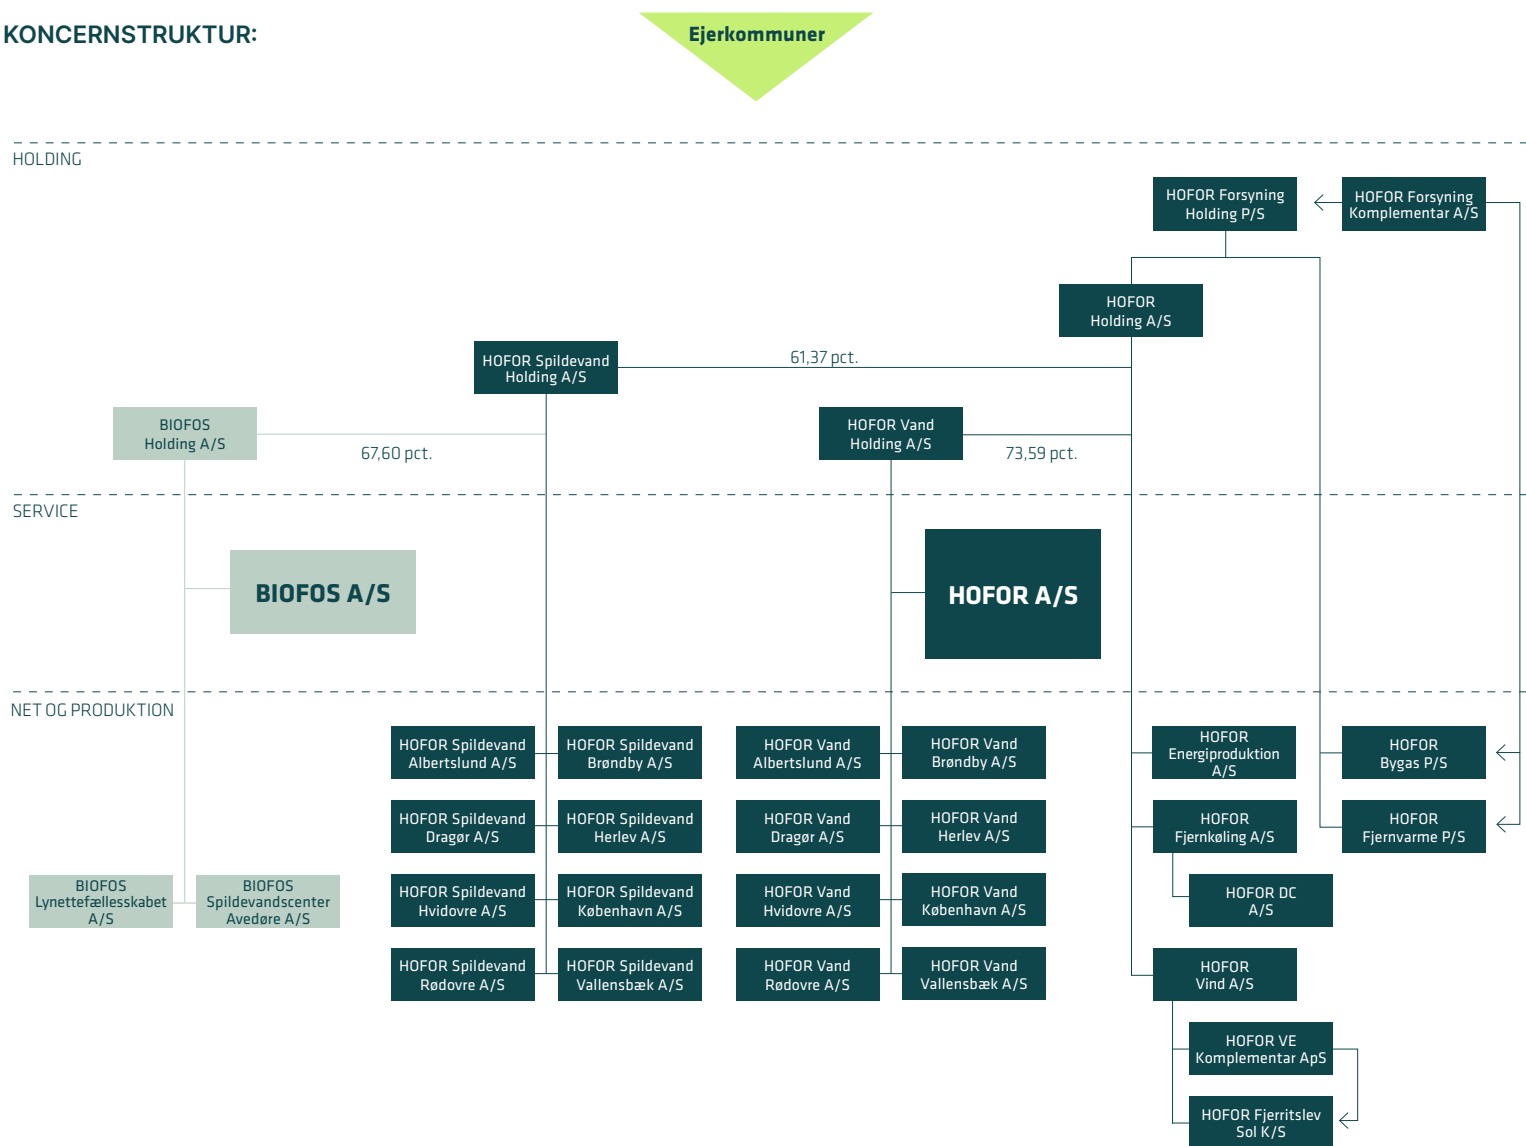 KONCERNSTRUKTUR:
Ejerkommuner
HOLDING
HOFOR Forsyning
Holding P/S
HOFOR Forsyning
Komplementar A/S
HOFOR
Holding A/S
HOFOR Spildevand
Holding A/S
61,37 pct.
BIOFOS
Holding A/S
67,60 pct.
HOFOR Vand
Holding A/S
73,59 pct.
SERVICE
BIOFOS A/S
HOFOR A/S
NET OG PRODUKTION
HOFOR Spildevand
Albertslund A/S
HOFOR Spildevand
Brøndby A/S
HOFOR Vand
Albertslund A/S
HOFOR Vand
Brøndby A/S
HOFOR
Energiproduktion
A/S
HOFOR
Bygas P/S
HOFOR Spildevand
Dragør A/S
HOFOR Spildevand
Herlev A/S
HOFOR Vand
Dragør A/S
HOFOR Vand
Herlev A/S
HOFOR
Fjernkøling A/S
HOFOR
Fjernvarme P/S
BIOFOS
Lynettefællesskabet
A/S
BIOFOS
Spildevandscenter
Avedøre A/S
HOFOR Spildevand
Hvidovre A/S
HOFOR Spildevand
København A/S
HOFOR Vand
Hvidovre A/S
HOFOR Vand
København A/S
HOFOR DC
A/S
HOFOR Spildevand
Rødovre A/S
HOFOR Spildevand
Vallensbæk A/S
HOFOR Vand
Rødovre A/S
HOFOR Vand
Vallensbæk A/S
HOFOR
Vind A/S
HOFOR VE
Komplementar ApS
HOFOR Fjerritslev
Sol K/S